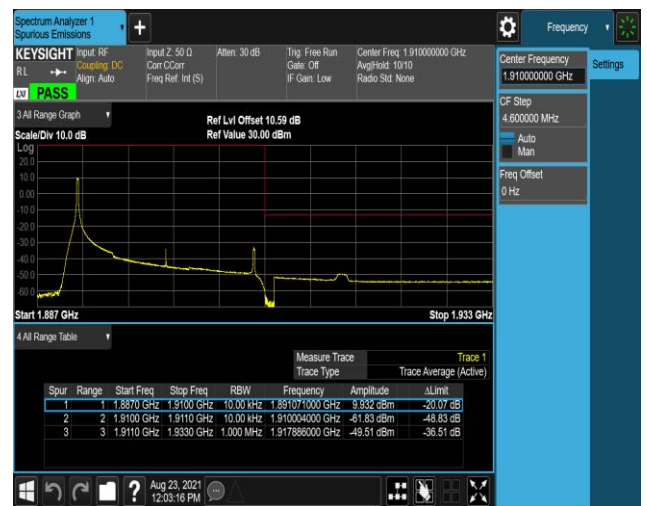 Spectrum Analyzer 1
Spurious Emissions
Frequency
KEYSIGHT Input: RF Input Z: 50 Ω Atten: 30 dB Trig: Free Run Center Freq: 1.910000000 GHz
RL Coupling: DC Corr CCorr Gate: Off Avg|Hold: 10/10
Align: Auto Freq Ref: Int (S) IF Gain: Low Radio Std: None
LXI PASS
Center Frequency
1.910000000 GHz
Settings
CF Step
4.600000 MHz
Auto
Man
Freq Offset
0 Hz
3 All Range Graph
Ref Lvl Offset 10.59 dB
Scale/Div 10.0 dB Ref Value 30.00 dBm
Log
20.0
10.0
0.00
-10.0
-20.0
-30.0
-40.0
-50.0
-60.0
Start 1.887 GHz Stop 1.933 GHz
4 All Range Table
Measure Trace Trace 1
Trace Type Trace Average (Active)
Spur Range Start Freq Stop Freq RBW Frequency Amplitude ΔLimit
1 1 1.8870 GHz 1.9100 GHz 10.00 kHz 1.891071000 GHz 9.932 dBm -20.07 dB
2 2 1.9100 GHz 1.9110 GHz 10.00 kHz 1.910004000 GHz -61.83 dBm -48.83 dB
3 3 1.9110 GHz 1.9330 GHz 1.000 MHz 1.917886000 GHz -49.51 dBm -36.51 dB
? Aug 23, 2021
12:03:16 PM